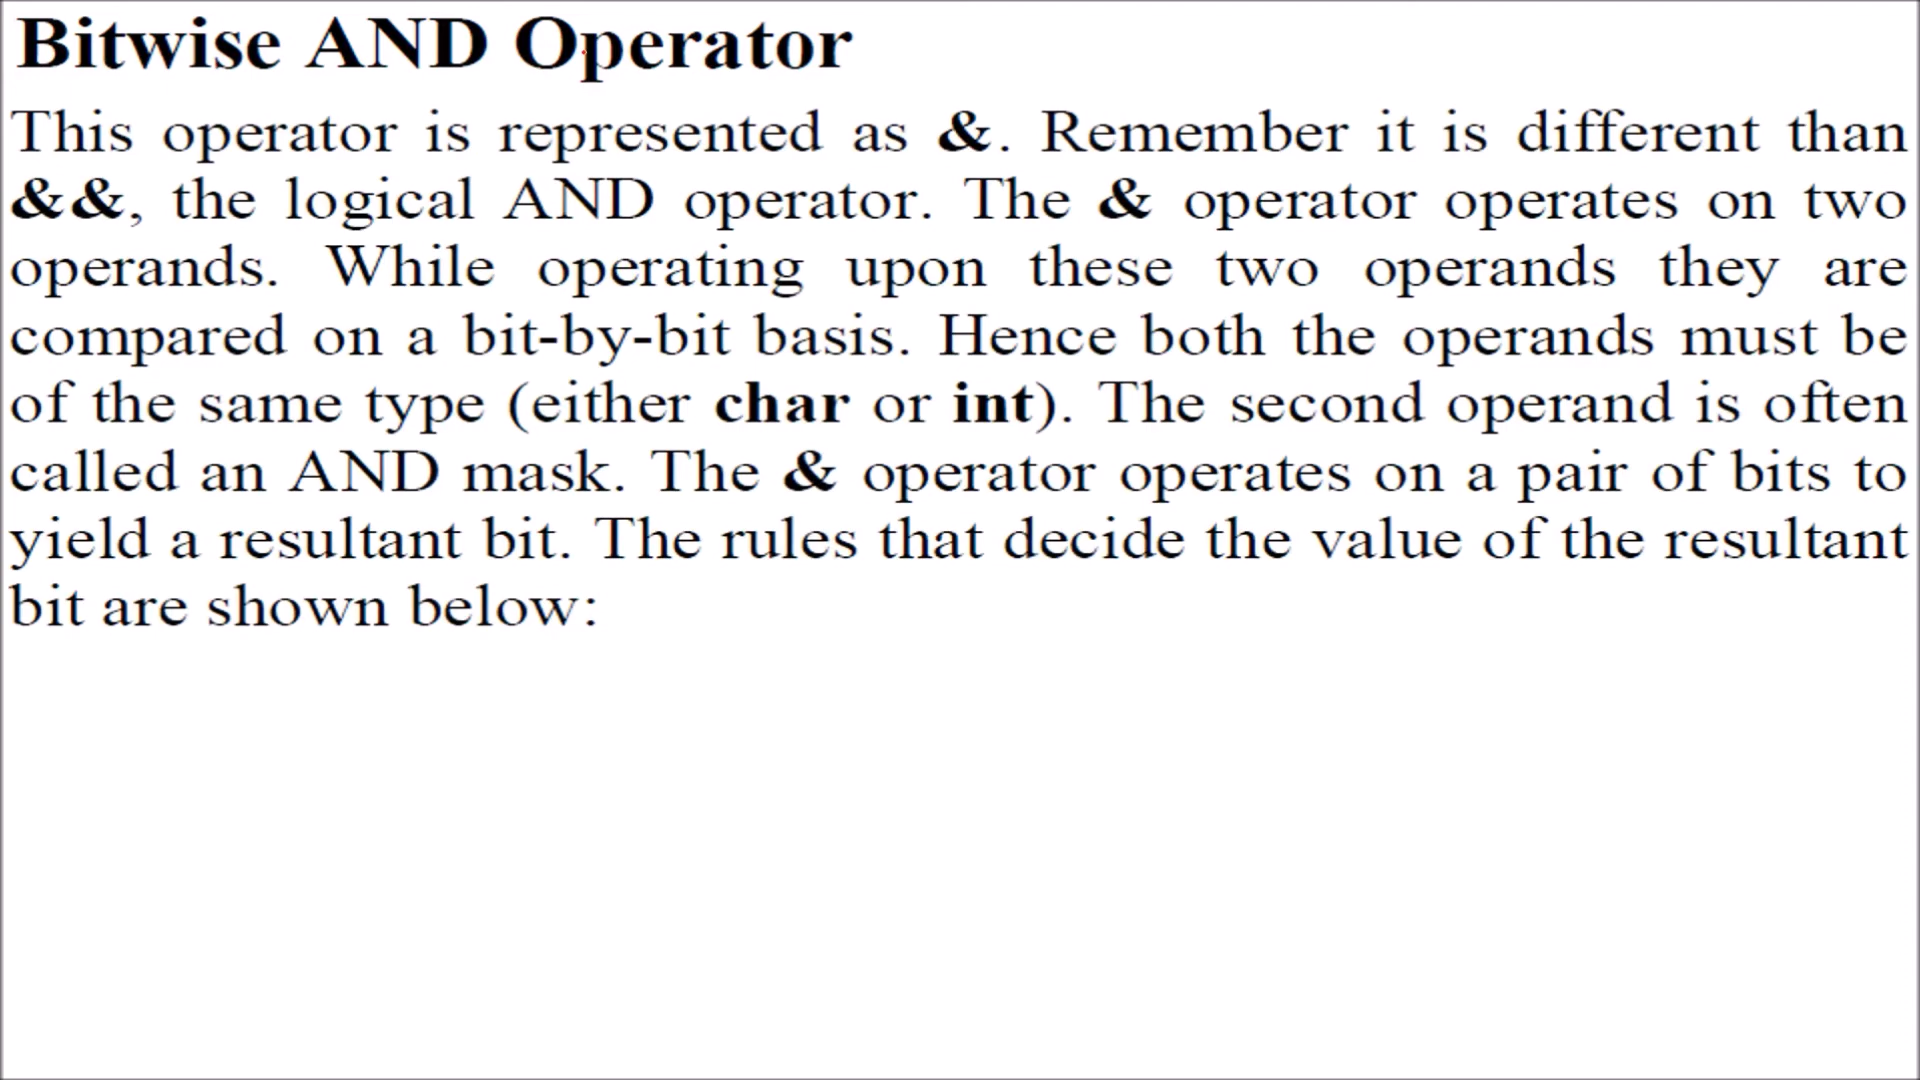 Bitwise AND Operator
This operator is represented as &. Remember it is different than
&&, the logical AND operator. The & operator operates on two
operands. While operating upon these two operands they are
compared on a bit-by-bit basis. Hence both the operands must be
of the same type (either char or int). The second operand is often
called an AND mask. The & operator operates on a pair of bits to
yield a resultant bit. The rules that decide the value of the resultant
bit are shown below: